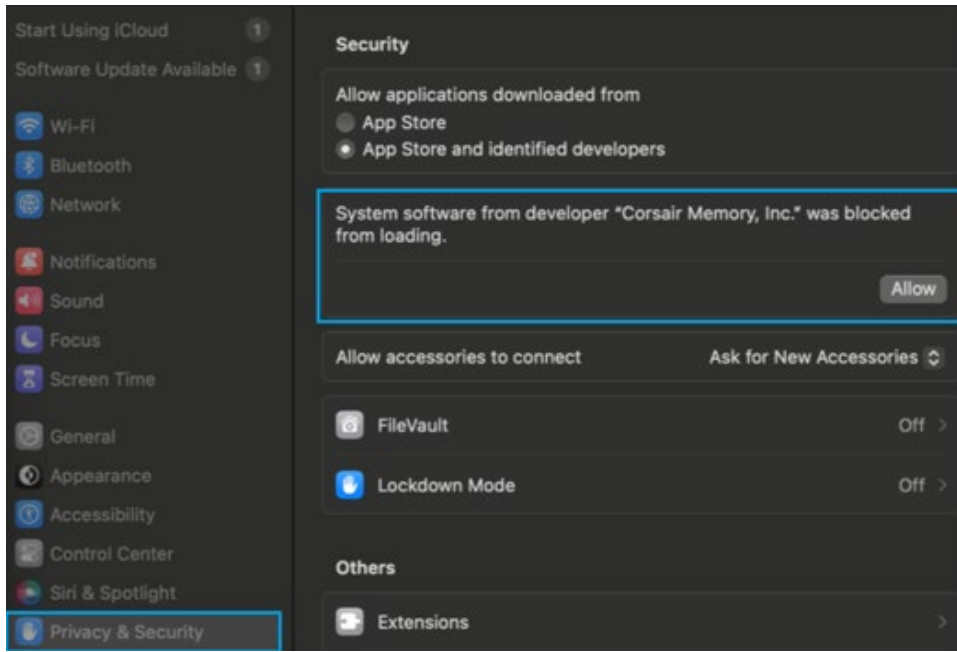 Start Using iCloud 1
Software Update Available 1
Wi-Fi
Bluetooth
Network
Notifications
Sound
Focus
Screen Time
General
Appearance
Accessibility
Control Center
Siri & Spotlight
Privacy & Security
Security
Allow applications downloaded from
App Store
App Store and identified developers
System software from developer “Corsair Memory, Inc.” was blocked
from loading.
Allow
Allow accessories to connect Ask for New Accessories
FileVault Off
Lockdown Mode Off
Others
Extensions